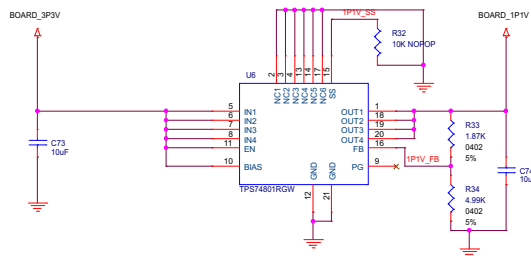 BOARD_3P3V
BOARD_1P1V
1P1V_SS
R32
10K NOPOP
U6
2 3 4 13 14 17 15
NC1
NC2
NC3
NC4
NC5
NC6
SS
5 IN1 OUT1 1
6 IN2 OUT2 18
7 IN3 OUT3 19
8 IN4 OUT4 20
11 EN FB 16
10 BIAS PG 9
1P1V_FB
GND
GND
12
21
TPS74801RGW
C73
10uF
R33
1.87K
0402
5%
R34
4.99K
0402
5%
C74